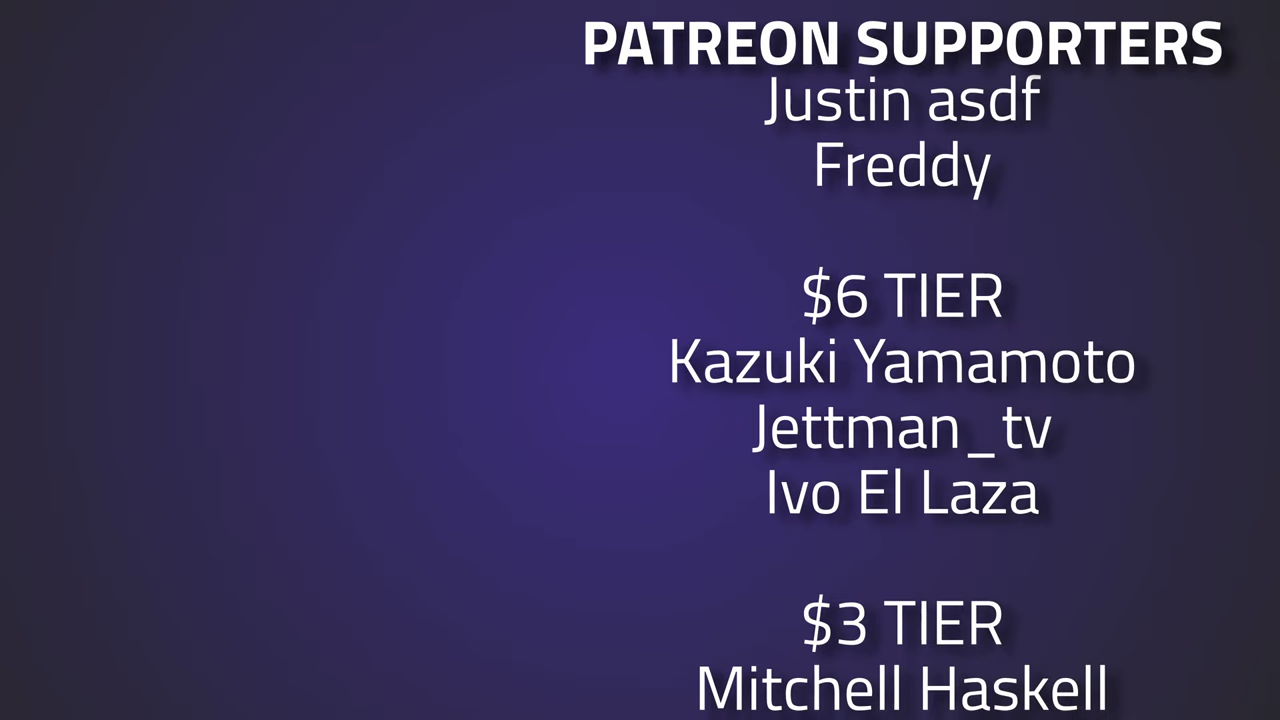 PATREON SUPPORTERS
Justin asdf
Freddy
$6 TIER
Kazuki Yamamoto
Jettman_tv
Ivo El Laza
$3 TIER
Mitchell Haskell